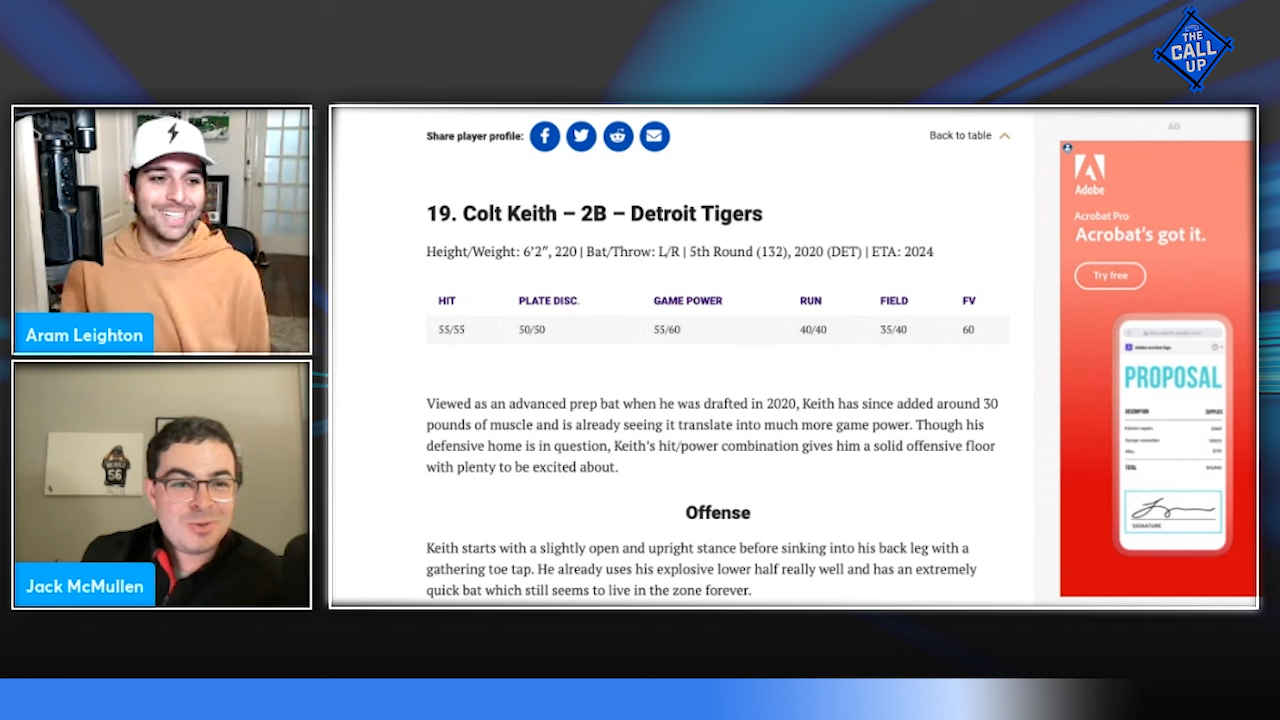 THE
CALL
UP
Share player profile:
Back to table
AD
Adobe
Acrobat Pro
Acrobat's got it.
Try free
PROPOSAL
DESCRIPTION
SUPPLIES
TOTAL
SIGNATURE
19. Colt Keith – 2B – Detroit Tigers
Height/Weight: 6'2", 220 | Bat/Throw: L/R | 5th Round (132), 2020 (DET) | ETA: 2024
HIT PLATE DISC. GAME POWER RUN FIELD FV
55/55 50/50 55/60 40/40 35/40 60
Viewed as an advanced prep bat when he was drafted in 2020, Keith has since added around 30
pounds of muscle and is already seeing it translate into much more game power. Though his
defensive home is in question, Keith's hit/power combination gives him a solid offensive floor
with plenty to be excited about.
Offense
Keith starts with a slightly open and upright stance before sinking into his back leg with a
gathering toe tap. He already uses his explosive lower half really well and has an extremely
quick bat which still seems to live in the zone forever.
Aram Leighton
56
Jack McMullen